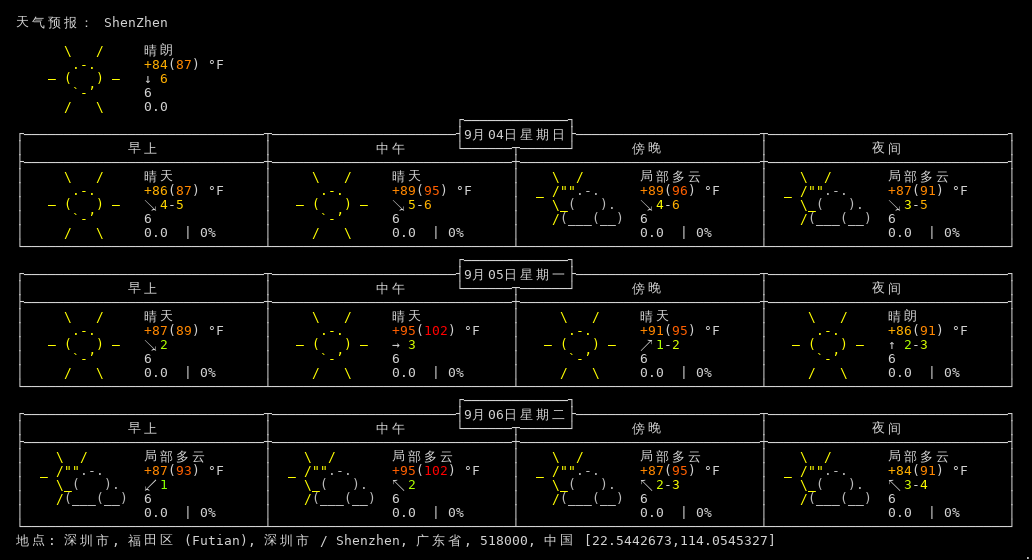 天气预报： ShenZhen
晴朗
+84(87) °F
↓ 6
6
0.0
9月04日星期日
早上 中午 傍晚 夜间
晴天 晴天 局部多云 局部多云
+86(87) °F +89(95) °F +89(96) °F +87(91) °F
↘ 4-5 ↘ 5-6 ↘ 4-6 ↘ 3-5
6 6 6 6
0.0 | 0% 0.0 | 0% 0.0 | 0% 0.0 | 0%
9月05日星期一
早上 中午 傍晚 夜间
晴天 晴天 晴天 晴朗
+87(89) °F +95(102) °F +91(95) °F +86(91) °F
↘ 2 → 3 ↗ 1-2 ↑ 2-3
6 6 6 6
0.0 | 0% 0.0 | 0% 0.0 | 0% 0.0 | 0%
9月06日星期二
早上 中午 傍晚 夜间
局部多云 局部多云 局部多云 局部多云
+87(93) °F +95(102) °F +87(95) °F +84(91) °F
↙ 1 ↖ 2 ↖ 2-3 ↖ 3-4
6 6 6 6
0.0 | 0% 0.0 | 0% 0.0 | 0% 0.0 | 0%
地点: 深圳市, 福田区 (Futian), 深圳市 / Shenzhen, 广东省, 518000, 中国 [22.5442673,114.0545327]